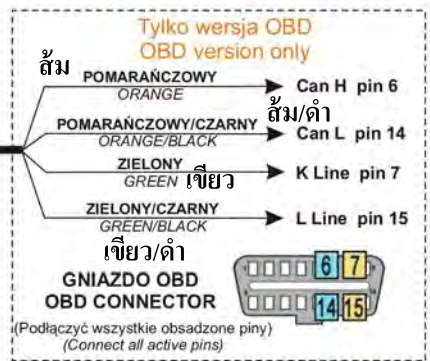 Tylko wersja OBD
OBD version only
ส้ม
POMARAŃCZOWY
ORANGE
Can H pin 6
ส้ม/ดำ
POMARAŃCZOWY/CZARNY
ORANGE/BLACK
Can L pin 14
ZIELONY
GREEN
เขียว
K Line pin 7
ZIELONY/CZARNY
GREEN/BLACK
L Line pin 15
เขียว/ดำ
GNIAZDO OBD
OBD CONNECTOR
6 7
14 15
(Podłączyć wszystkie obsadzone piny)
(Connect all active pins)